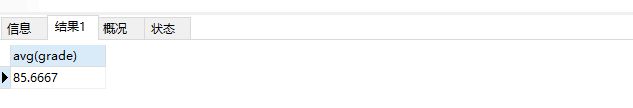 信息 结果1 概况 状态
avg(grade)
85.6667